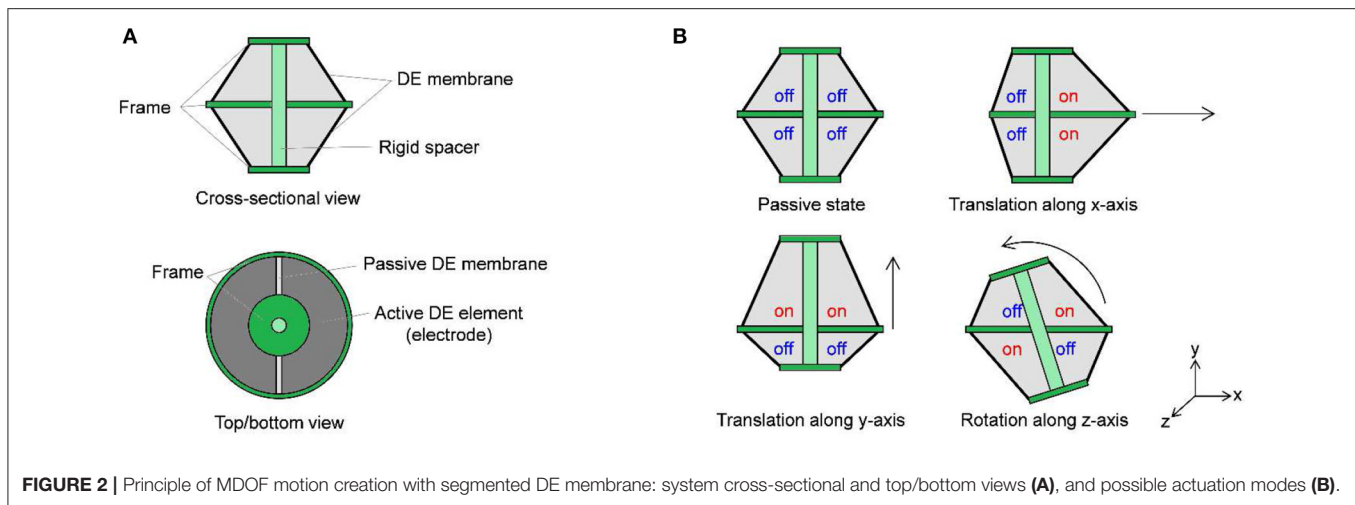 A
DE membrane
Frame
Rigid spacer
Cross-sectional view
Frame
Passive DE membrane
Active DE element
(electrode)
Top/bottom view
B
off off
off off
Passive state
off on
off on
Translation along x-axis
on on
off off
Translation along y-axis
off on
on off
Rotation along z-axis
y
x
z
FIGURE 2 | Principle of MDOF motion creation with segmented DE membrane: system cross-sectional and top/bottom views (A), and possible actuation modes (B).